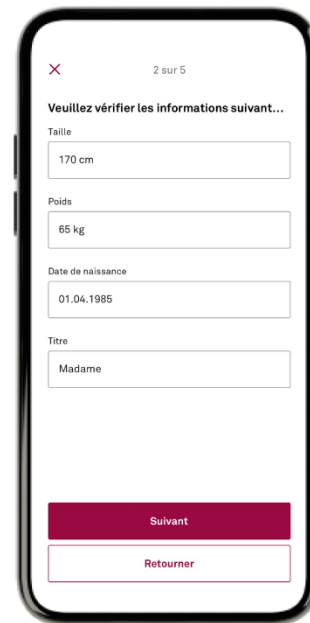 2 sur 5
Veuillez vérifier les informations suivant...
Taille
170 cm
Poids
65 kg
Date de naissance
01.04.1985
Titre
Madame
Suivant
Retourner